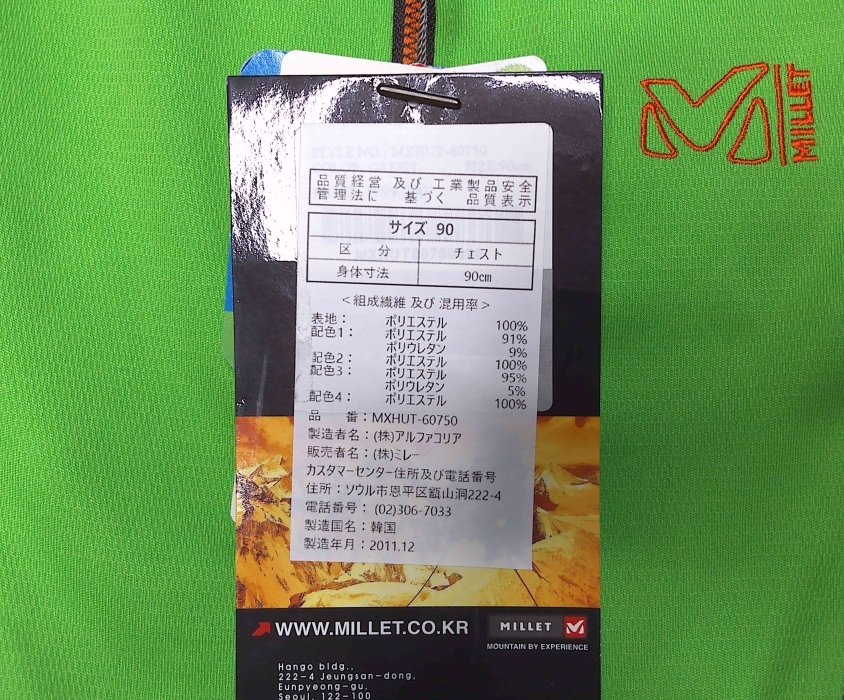 MILLET
品質経営 及び 工業製品安全
管理法に 基づく 品質表示
サイズ 90
区 分 チェスト
身体寸法 90cm
＜組成繊維 及び 混用率＞
表地： ポリエステル 100%
配色1： ポリエステル 91%
ポリウレタン 9%
配色2： ポリエステル 100%
配色3： ポリエステル 95%
ポリウレタン 5%
配色4： ポリエステル 100%
品 番：MXHUT-60750
製造者名：(株)アルファコリア
販売者名：(株)ミレー
カスタマーセンター住所及び電話番号
住所：ソウル市恩平区甑山洞222-4
電話番号： (02)306-7033
製造国名：韓国
製造年月：2011.12
WWW.MILLET.CO.KR
MILLET
MOUNTAIN BY EXPERIENCE
Hango bldg.,
222-4 Jeungsan-dong,
Eunpyeong-gu,
Seoul, 122-100